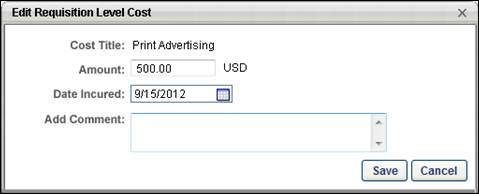 Edit Requisition Level Cost
Cost Title: Print Advertising
Amount: 500.00 USD
Date Incured: 9/15/2012
Add Comment:
Save Cancel